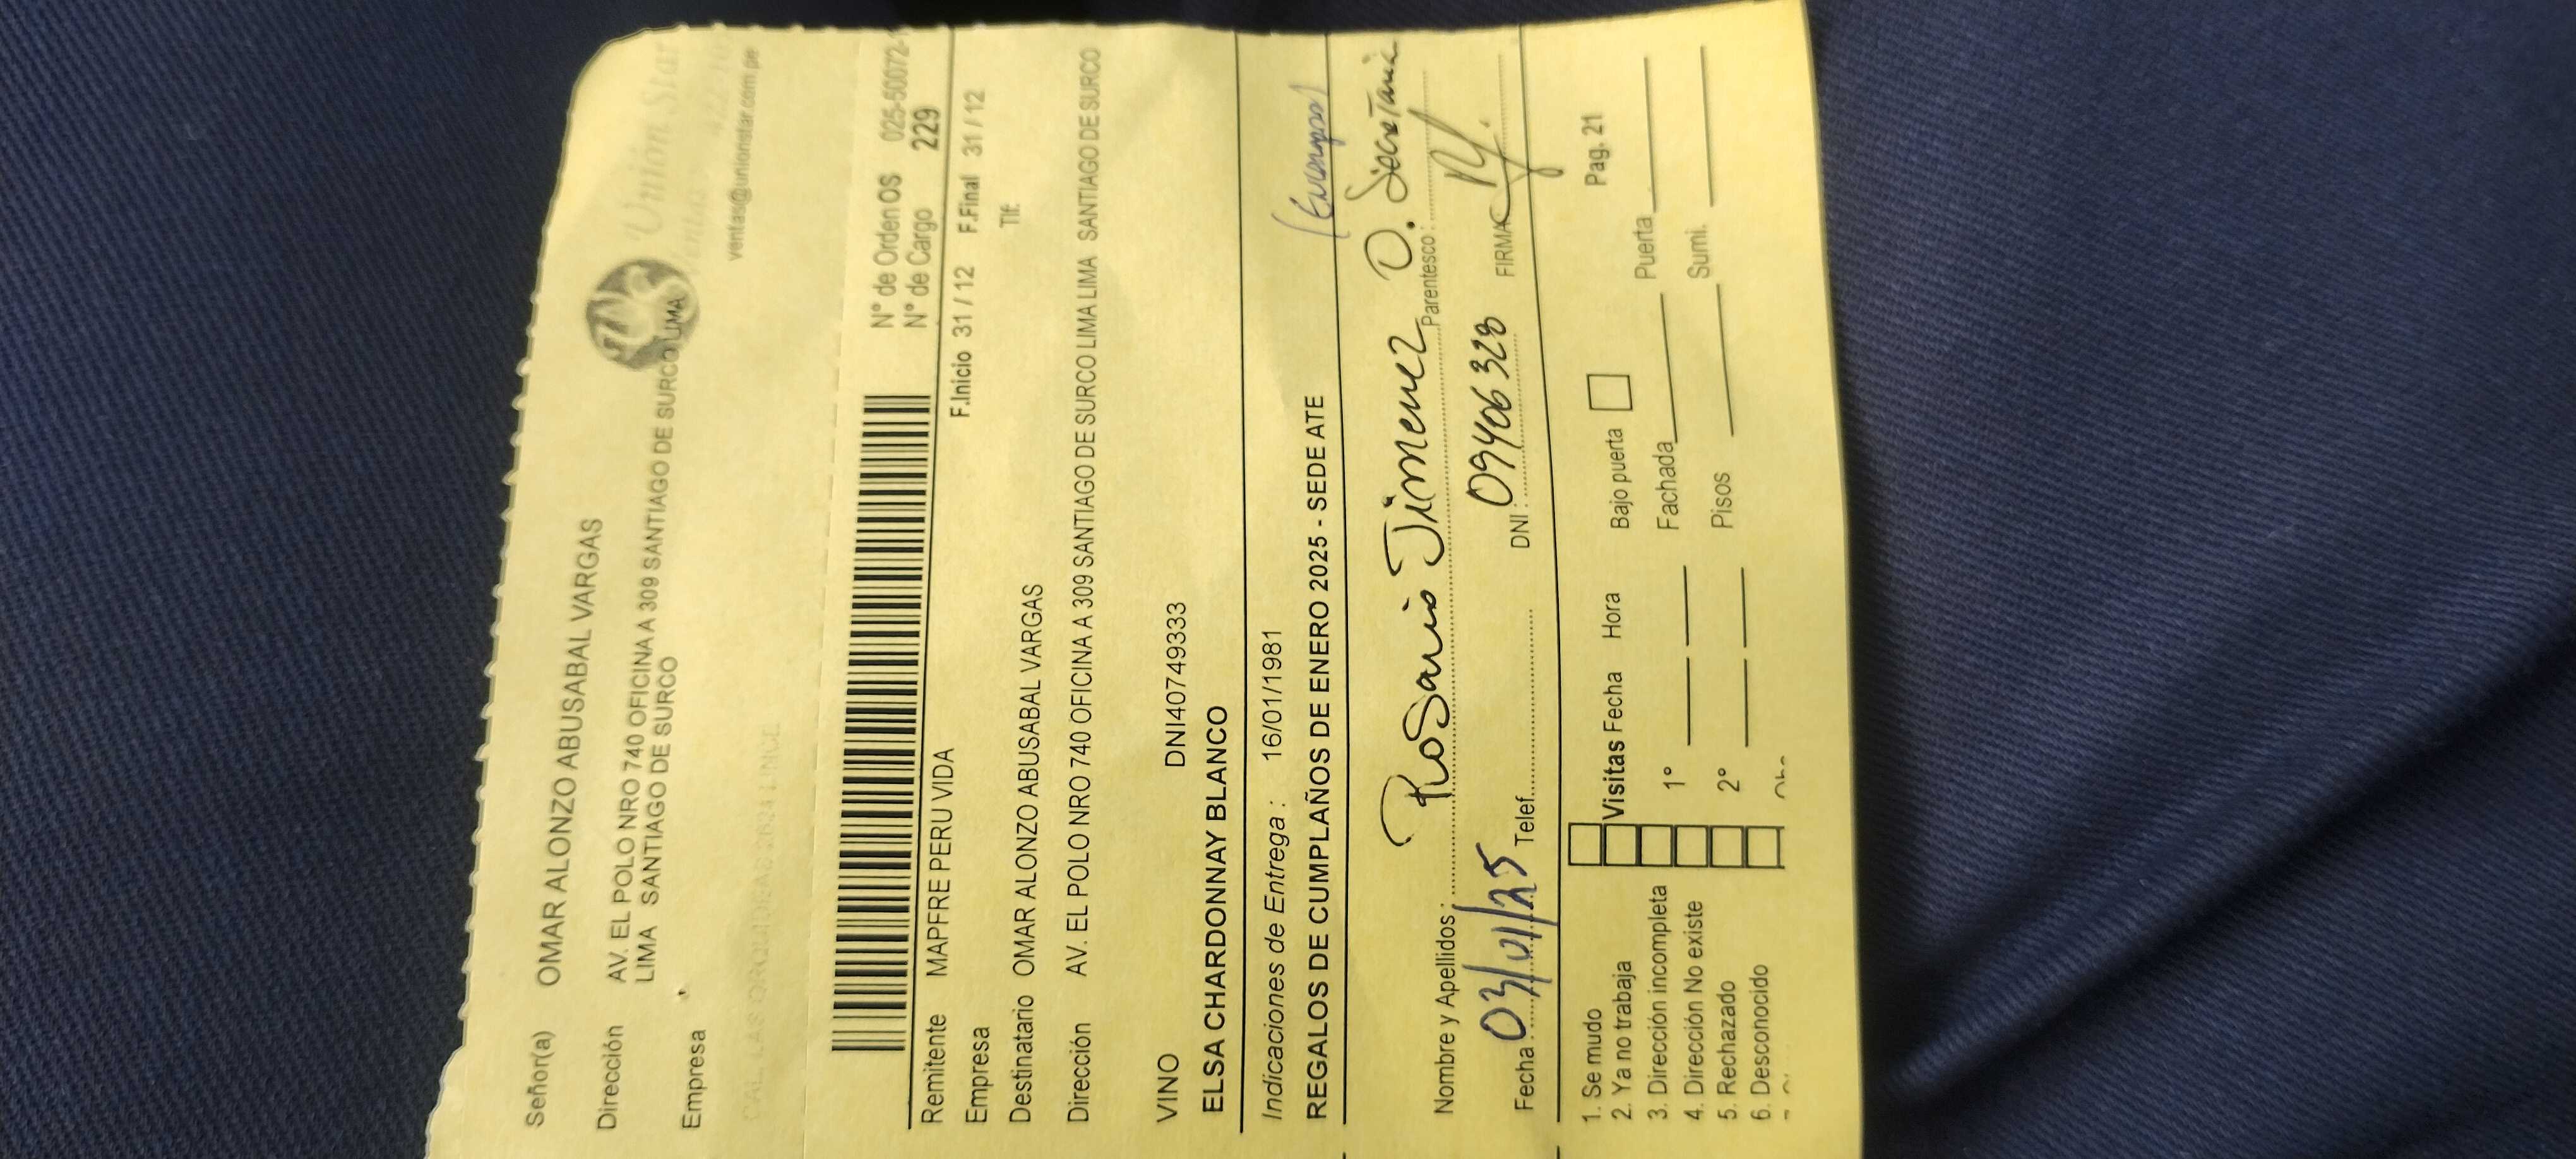 Señor(a) OMAR ALONZO ABUSABAL VARGAS
Dirección AV. EL POLO NRO 740 OFICINA A 309 SANTIAGO DE SURCO LIMA
LIMA SANTIAGO DE SURCO
Empresa
Unión Star
ventas@unionstar.com.pe
N° de Orden OS 025-50072-
N° de Cargo 229
Remitente MAPFRE PERU VIDA
Empresa F.Inicio 31 / 12 F.Final 31 / 12
Destinatario OMAR ALONZO ABUSABAL VARGAS Tlf.
Dirección AV. EL POLO NRO 740 OFICINA A 309 SANTIAGO DE SURCO LIMA LIMA SANTIAGO DE SURCO
VINO DNI40749333
ELSA CHARDONNAY BLANCO
Indicaciones de Entrega : 16/01/1981
REGALOS DE CUMPLAÑOS DE ENERO 2025 - SEDE ATE
Nombre y Apellidos : Rosario Jimenez O. Parentesco : Secretaria
Fecha : 03/01/25 Telef. DNI : 09406328 FIRMA
1. Se mudo
2. Ya no trabaja
3. Dirección incompleta
4. Dirección No existe
5. Rechazado
6. Desconocido
Visitas Fecha Hora
1°
2°
Bajo puerta Pag. 21
Fachada Puerta
Pisos Sumi.